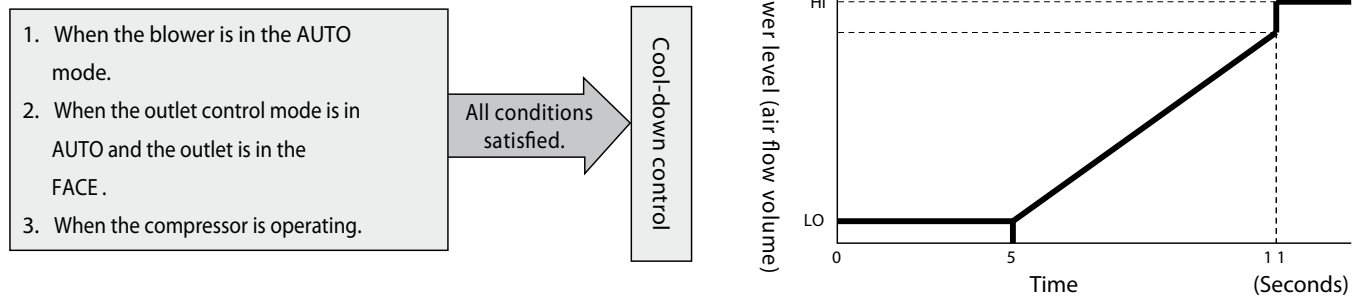 1. When the blower is in the AUTO
mode.
2. When the outlet control mode is in
AUTO and the outlet is in the
FACE .
3. When the compressor is operating.
All conditions
satisfied.
Cool-down control
level (air flow volume)
HI
LO
0
5
11
Time
(Seconds)